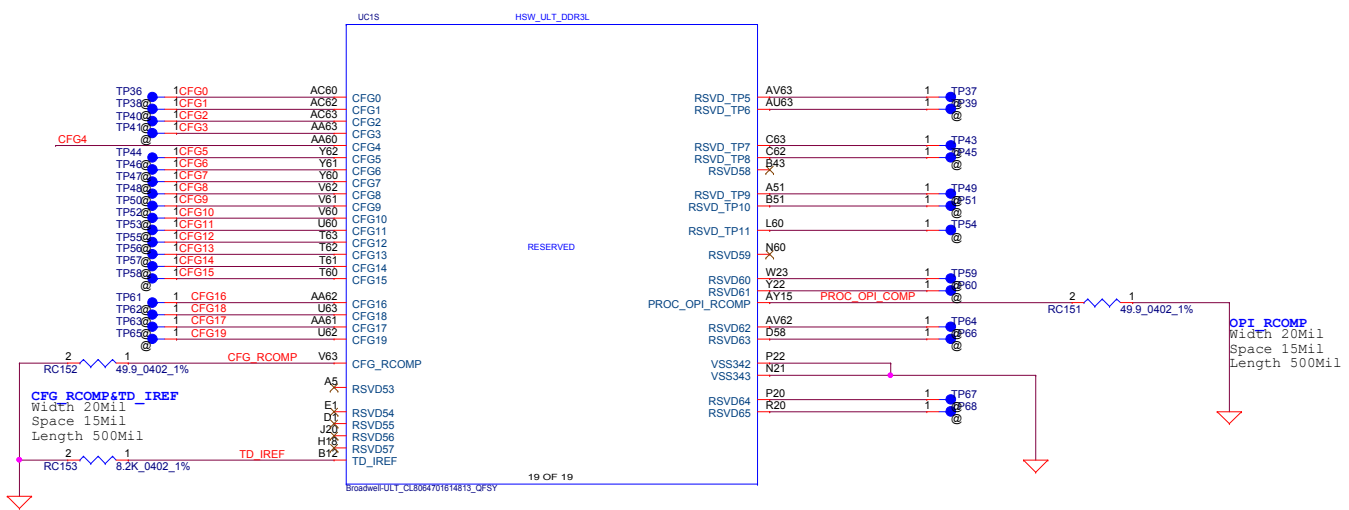 UC1S HSW_ULT_DDR3L
TP36 1 CFG0 AC60 CFG0
TP38 @ 1 CFG1 AC62 CFG1
TP40 @ 1 CFG2 AC63 CFG2
TP41 @ 1 CFG3 AA63 CFG3
@
CFG4 AA60 CFG4
TP44 1 CFG5 Y62 CFG5
TP46 @ 1 CFG6 Y61 CFG6
TP47 @ 1 CFG7 Y60 CFG7
TP48 @ 1 CFG8 V62 CFG8
TP50 @ 1 CFG9 V61 CFG9
TP52 @ 1 CFG10 V60 CFG10
TP53 @ 1 CFG11 U60 CFG11
TP55 @ 1 CFG12 T63 CFG12
TP56 @ 1 CFG13 T62 CFG13
TP57 @ 1 CFG14 T61 CFG14
TP58 @ 1 CFG15 T60 CFG15
@
TP61 1 CFG16 AA62 CFG16
TP62 @ 1 CFG18 U63 CFG18
TP63 @ 1 CFG17 AA61 CFG17
TP65 @ 1 CFG19 U62 CFG19
@
2 1 CFG_RCOMP V63 CFG_RCOMP
RC152 49.9_0402_1%
A5 RSVD53
CFG_RCOMP&TD_IREF
Width 20Mil
Space 15Mil
Length 500Mil
E1 RSVD54
D1 RSVD55
J20 RSVD56
H18 RSVD57
2 1 TD_IREF B12 TD_IREF
RC153 8.2K_0402_1%
RESERVED
RSVD_TP5 AV63 1 TP37
RSVD_TP6 AU63 1 @ TP39
@
RSVD_TP7 C63 1 TP43
RSVD_TP8 C62 1 @ TP45
RSVD58 B43 @
RSVD_TP9 A51 1 TP49
RSVD_TP10 B51 1 @ TP51
@
RSVD_TP11 L60 1 TP54
@
RSVD59 N60
RSVD60 W23 1 TP59
RSVD61 Y22 1 @ TP60
@
PROC_OPI_RCOMP AY15 PROC_OPI_COMP 2 1
RC151 49.9_0402_1%
OPI_RCOMP
Width 20Mil
Space 15Mil
Length 500Mil
RSVD62 AV62 1 TP64
RSVD63 D58 1 @ TP66
@
VSS342 P22
VSS343 N21
RSVD64 P20 1 TP67
RSVD65 R20 1 @ TP68
@
19 OF 19
Broadwell-ULT_CL8064701614813_QFSY